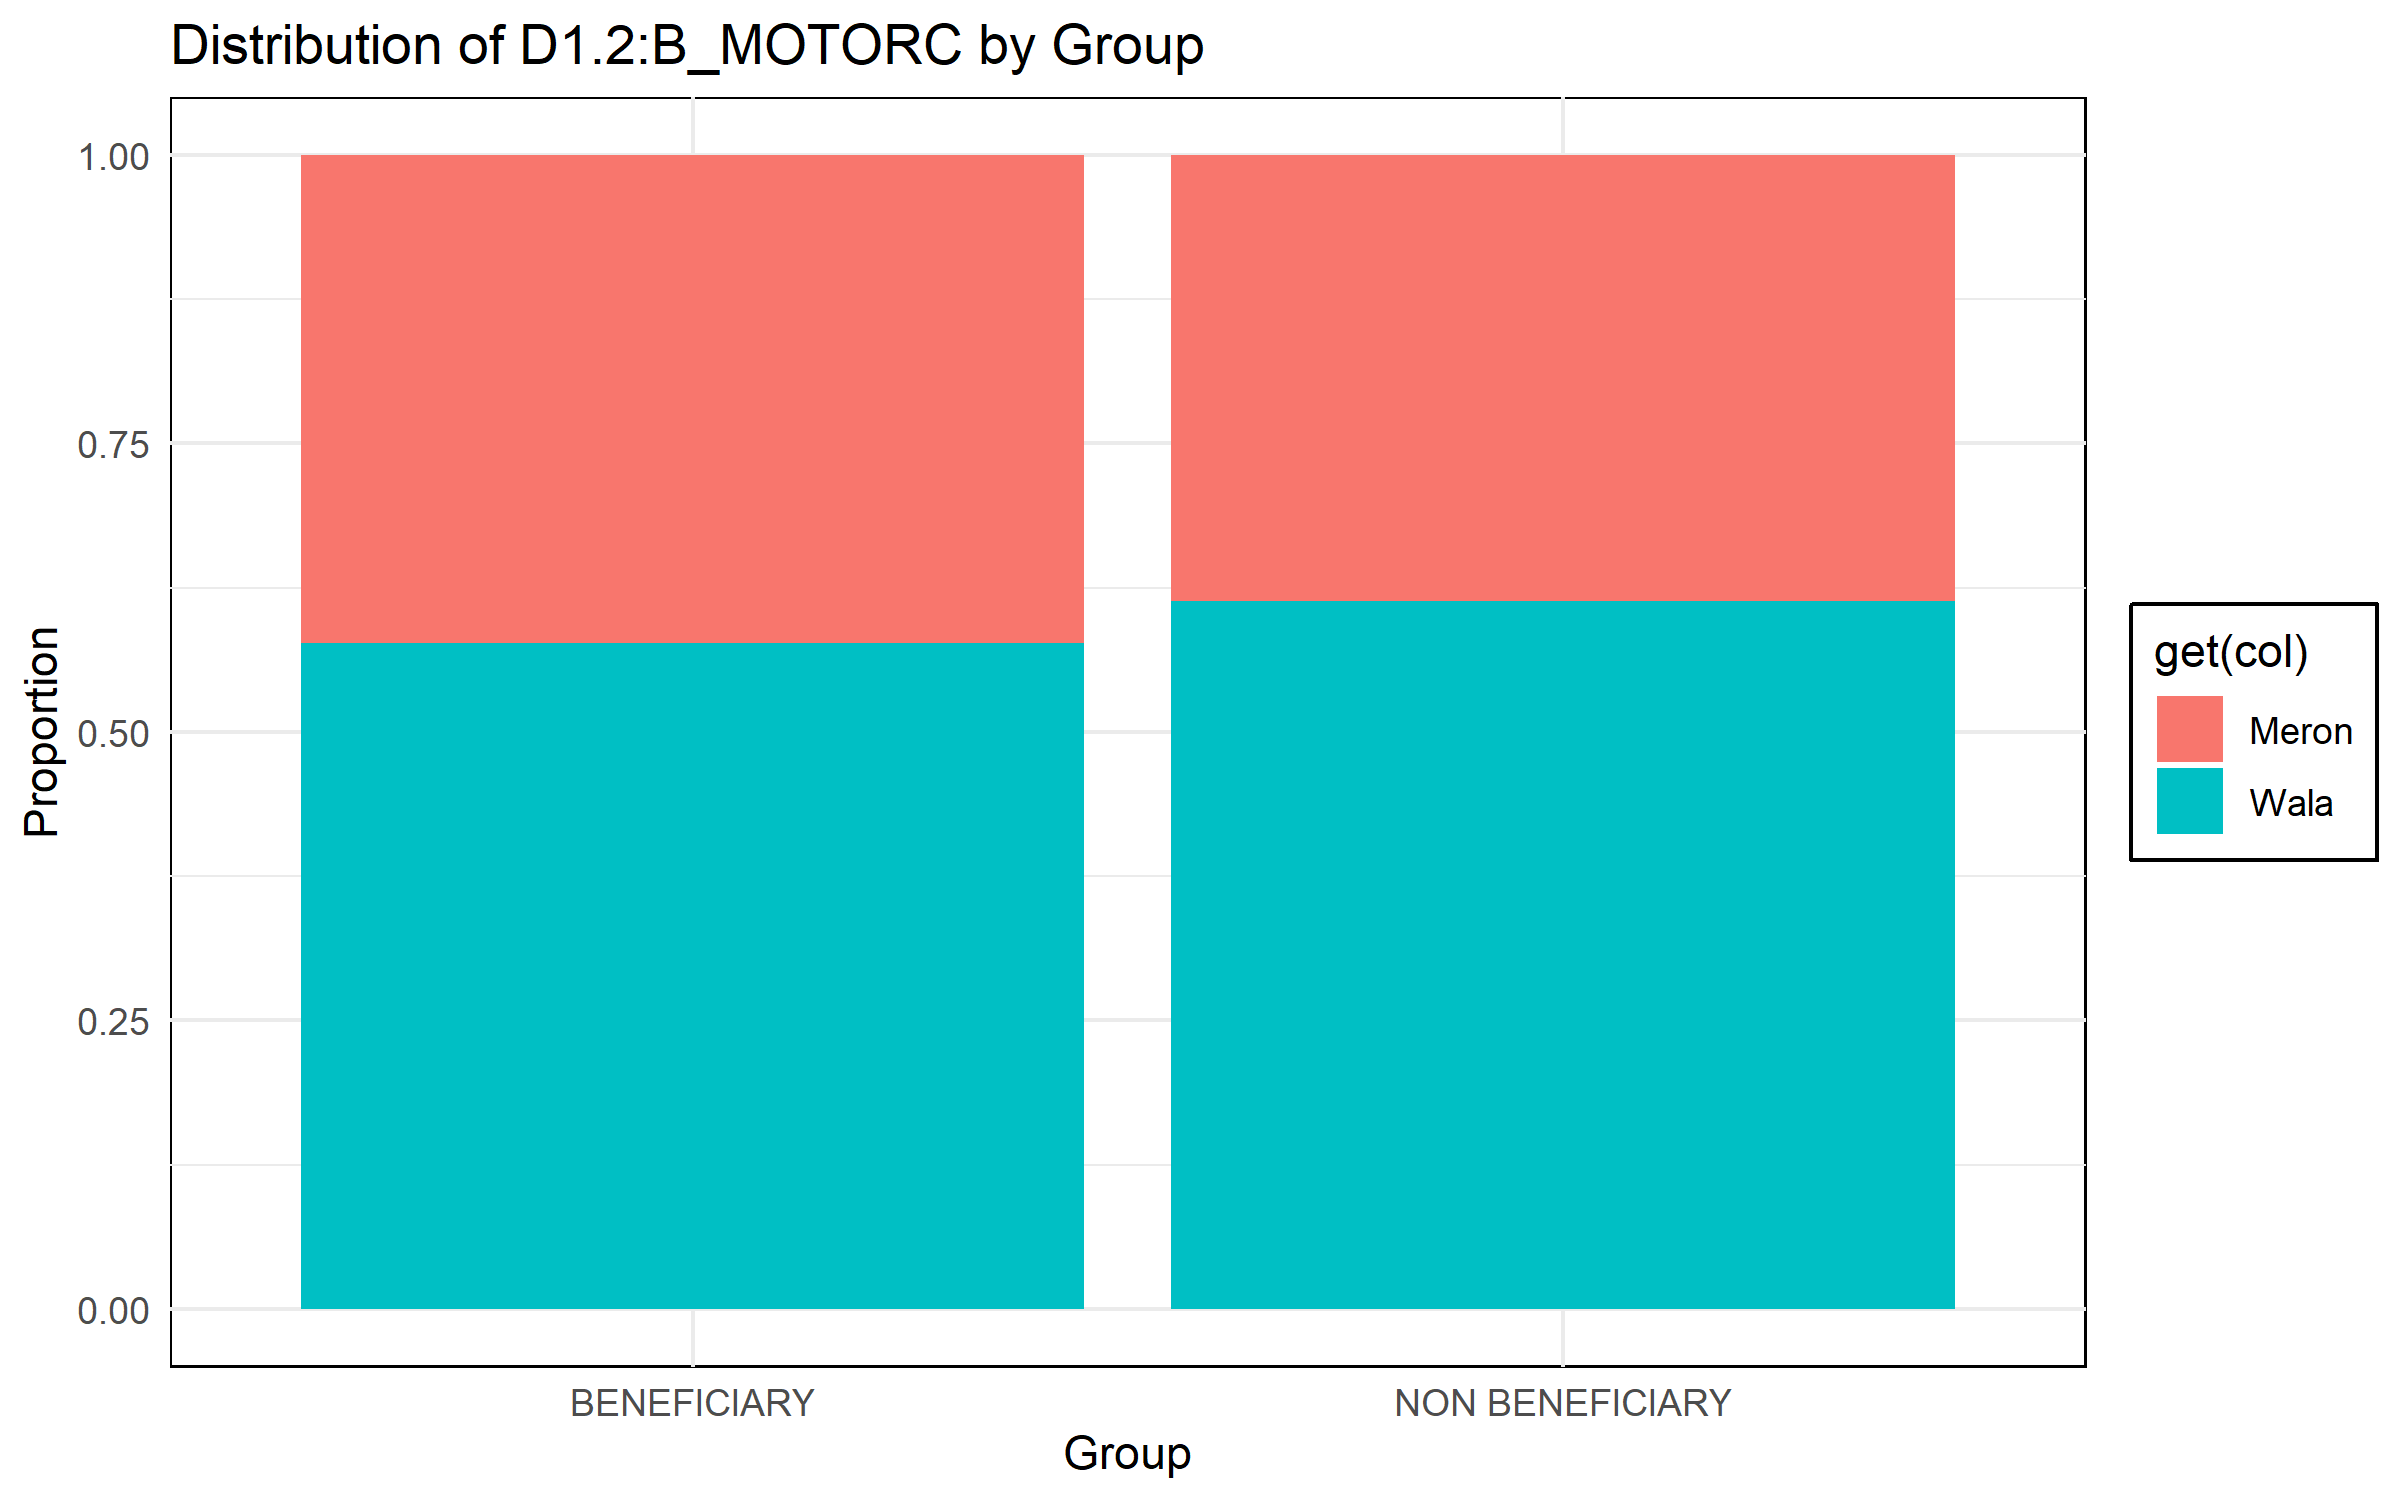 Distribution of D1.2:B_MOTORC by Group
Proportion
1.00
0.75
0.50
0.25
0.00
BENEFICIARY
NON BENEFICIARY
Group
get(col)
Meron
Wala